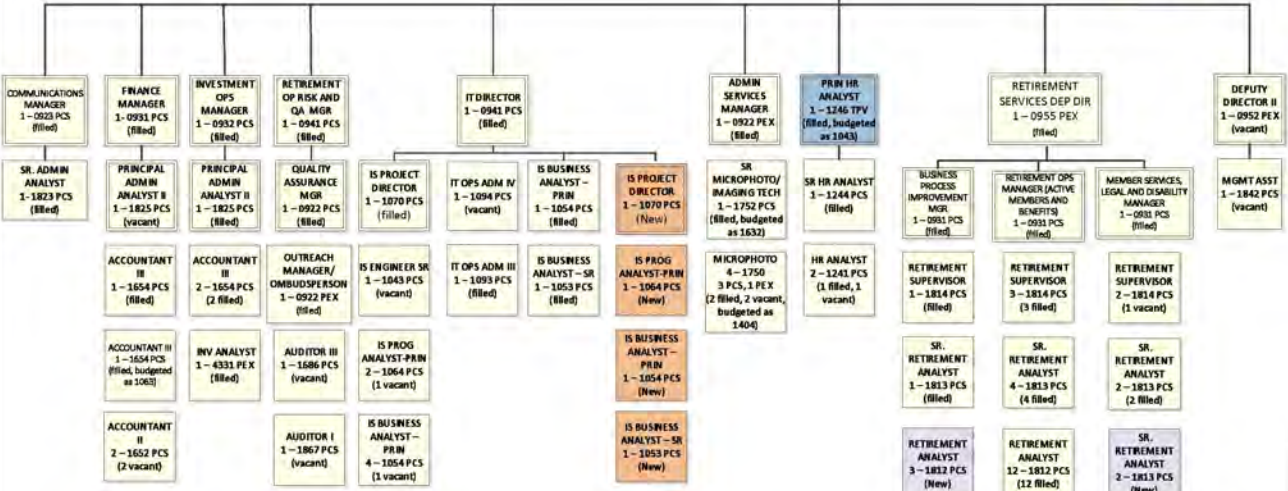 COMMUNICATIONS
MANAGER
1 – 0923 PCS
(filled)
FINANCE
MANAGER
1- 0931 PCS
(filled)
INVESTMENT
OPS
MANAGER
1 – 0932 PCS
(filled)
RETIREMENT
OP RISK AND
QA MGR
1 – 0941 PCS
(filled)
IT DIRECTOR
1 – 0941 PCS
(filled)
ADMIN
SERVICES
MANAGER
1 – 0922 PEX
(filled)
PRIN HR
ANALYST
1 – 1246 TPV
(filled, budgeted
as 1043)
RETIREMENT
SERVICES DEP DIR
1 – 0955 PEX
(filled)
DEPUTY
DIRECTOR II
1 – 0952 PEX
(vacant)
SR. ADMIN
ANALYST
1-1823 PCS
(filled)
PRINCIPAL
ADMIN
ANALYST II
1 – 1825 PCS
(vacant)
PRINCIPAL
ADMIN
ANALYST II
1 – 1825 PCS
(filled)
QUALITY
ASSURANCE
MGR
1 – 0922 PCS
(filled)
IS PROJECT
DIRECTOR
1 – 1070 PCS
(filled)
IT OPS ADM IV
1 – 1094 PCS
(vacant)
IS BUSINESS
ANALYST –
PRIN
1 – 1054 PCS
(filled)
IS PROJECT
DIRECTOR
1 – 1070 PCS
(New)
SR
MICROPHOTO/
IMAGING TECH
1 – 1752 PCS
(filled, budgeted
as 1632)
SR HR ANALYST
1 – 1244 PCS
(filled)
BUSINESS
PROCESS
IMPROVEMENT
MGR
1 – 0931 PCS
(filled)
RETIREMENT OPS
MANAGER (ACTIVE
MEMBERS AND
BENEFITS)
1 – 0931 PCS
(filled)
MEMBER SERVICES,
LEGAL AND DISABILITY
MANAGER
1 – 0931 PCS
(filled)
MGMT ASST
1 – 1842 PCS
(vacant)
ACCOUNTANT
III
1 – 1654 PCS
(filled)
ACCOUNTANT
III
2 – 1654 PCS
(2 filled)
OUTREACH
MANAGER/
OMBUDSPERSON
1 – 0922 PEX
(filled)
IS ENGINEER SR
1 – 1043 PCS
(vacant)
IT OPS ADM III
1 – 1093 PCS
(filled)
IS BUSINESS
ANALYST – SR
1 – 1053 PCS
(filled)
IS PROG
ANALYST-PRIN
1 – 1064 PCS
(New)
MICROPHOTO
4 – 1750
3 PCS, 1 PEX
(2 filled, 2 vacant,
budgeted as
1404)
HR ANALYST
2 – 1241 PCS
(1 filled, 1
vacant)
RETIREMENT
SUPERVISOR
1 – 1814 PCS
(filled)
RETIREMENT
SUPERVISOR
3 – 1814 PCS
(3 filled)
RETIREMENT
SUPERVISOR
2 – 1814 PCS
(1 vacant)
ACCOUNTANT III
1 – 1654 PCS
(filled, budgeted
as 1063)
INV ANALYST
1 – 4331 PEX
(filled)
AUDITOR III
1 – 1686 PCS
(vacant)
IS PROG
ANALYST-PRIN
2 – 1064 PCS
(1 vacant)
IS BUSINESS
ANALYST –
PRIN
1 – 1054 PCS
(New)
SR.
RETIREMENT
ANALYST
1 – 1813 PCS
(filled)
SR.
RETIREMENT
ANALYST
4 – 1813 PCS
(4 filled)
SR.
RETIREMENT
ANALYST
2 – 1813 PCS
(2 filled)
ACCOUNTANT
II
2 – 1652 PCS
(2 vacant)
AUDITOR I
1 – 1867 PCS
(vacant)
IS BUSINESS
ANALYST –
PRIN
4 – 1054 PCS
(1 vacant)
IS BUSINESS
ANALYST – SR
1 – 1053 PCS
(New)
RETIREMENT
ANALYST
3 – 1812 PCS
(New)
RETIREMENT
ANALYST
12 – 1812 PCS
(12 filled)
SR.
RETIREMENT
ANALYST
2 – 1813 PCS
(New)